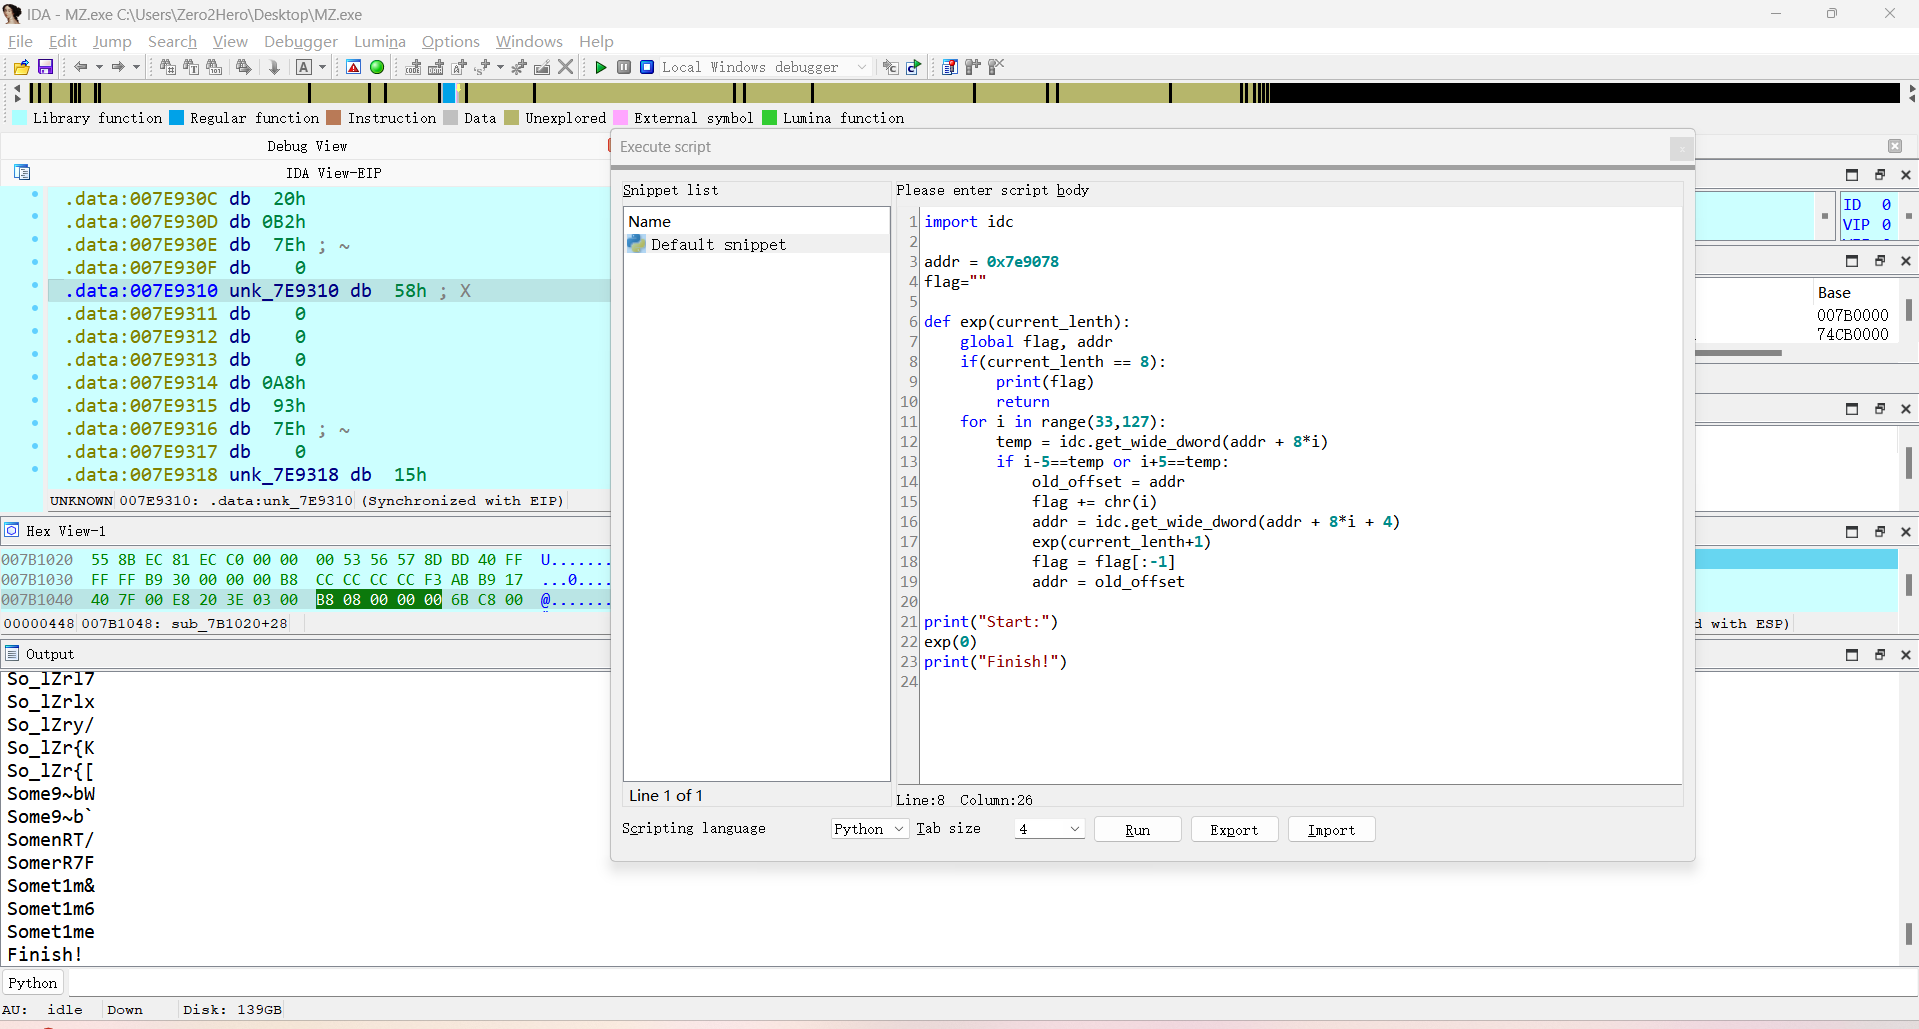 IDA - MZ.exe C:\Users\Zero2Hero\Desktop\MZ.exe
File Edit Jump Search View Debugger Lumina Options Windows Help
Local Windows debugger
Library function Regular function Instruction Data Unexplored External symbol Lumina function
Debug View
IDA View-EIP
.data:007E930C db 20h
.data:007E930D db 0B2h
.data:007E930E db 7Eh ; ~
.data:007E930F db 0
.data:007E9310 unk_7E9310 db 58h ; X
.data:007E9311 db 0
.data:007E9312 db 0
.data:007E9313 db 0
.data:007E9314 db 0A8h
.data:007E9315 db 93h
.data:007E9316 db 7Eh ; ~
.data:007E9317 db 0
.data:007E9318 unk_7E9318 db 15h
UNKNOWN 007E9310: .data:unk_7E9310 (Synchronized with EIP)
Hex View-1
007B1020 55 8B EC 81 EC C0 00 00 00 53 56 57 8D BD 40 FF U.......
007B1030 FF FF B9 30 00 00 00 B8 CC CC CC CC F3 AB B9 17 ...0....
007B1040 40 7F 00 E8 20 3E 03 00 B8 08 00 00 00 6B C8 00 @.......
00000448 007B1048: sub_7B1020+28
Output
So_lZrl7
So_lZrlx
So_lZry/
So_lZr{K
So_lZr{[
Some9~bW
Some9~b`
SomenRT/
SomerR7F
Somet1m&
Somet1m6
Somet1me
Finish!
Python
AU: idle Down Disk: 139GB
Execute script
Snippet list
Name
Default snippet
Line 1 of 1
Please enter script body
1 import idc
2
3 addr = 0x7e9078
4 flag=""
5
6 def exp(current_lenth):
7     global flag, addr
8     if(current_lenth == 8):
9         print(flag)
10         return
11     for i in range(33,127):
12         temp = idc.get_wide_dword(addr + 8*i)
13         if i-5==temp or i+5==temp:
14             old_offset = addr
15             flag += chr(i)
16             addr = idc.get_wide_dword(addr + 8*i + 4)
17             exp(current_lenth+1)
18             flag = flag[:-1]
19             addr = old_offset
20
21 print("Start:")
22 exp(0)
23 print("Finish!")
24
Line:8 Column:26
Scripting language Python Tab size 4 Run Export Import
ID 0
VIP 0
Base
007B0000
74CB0000
d with ESP)